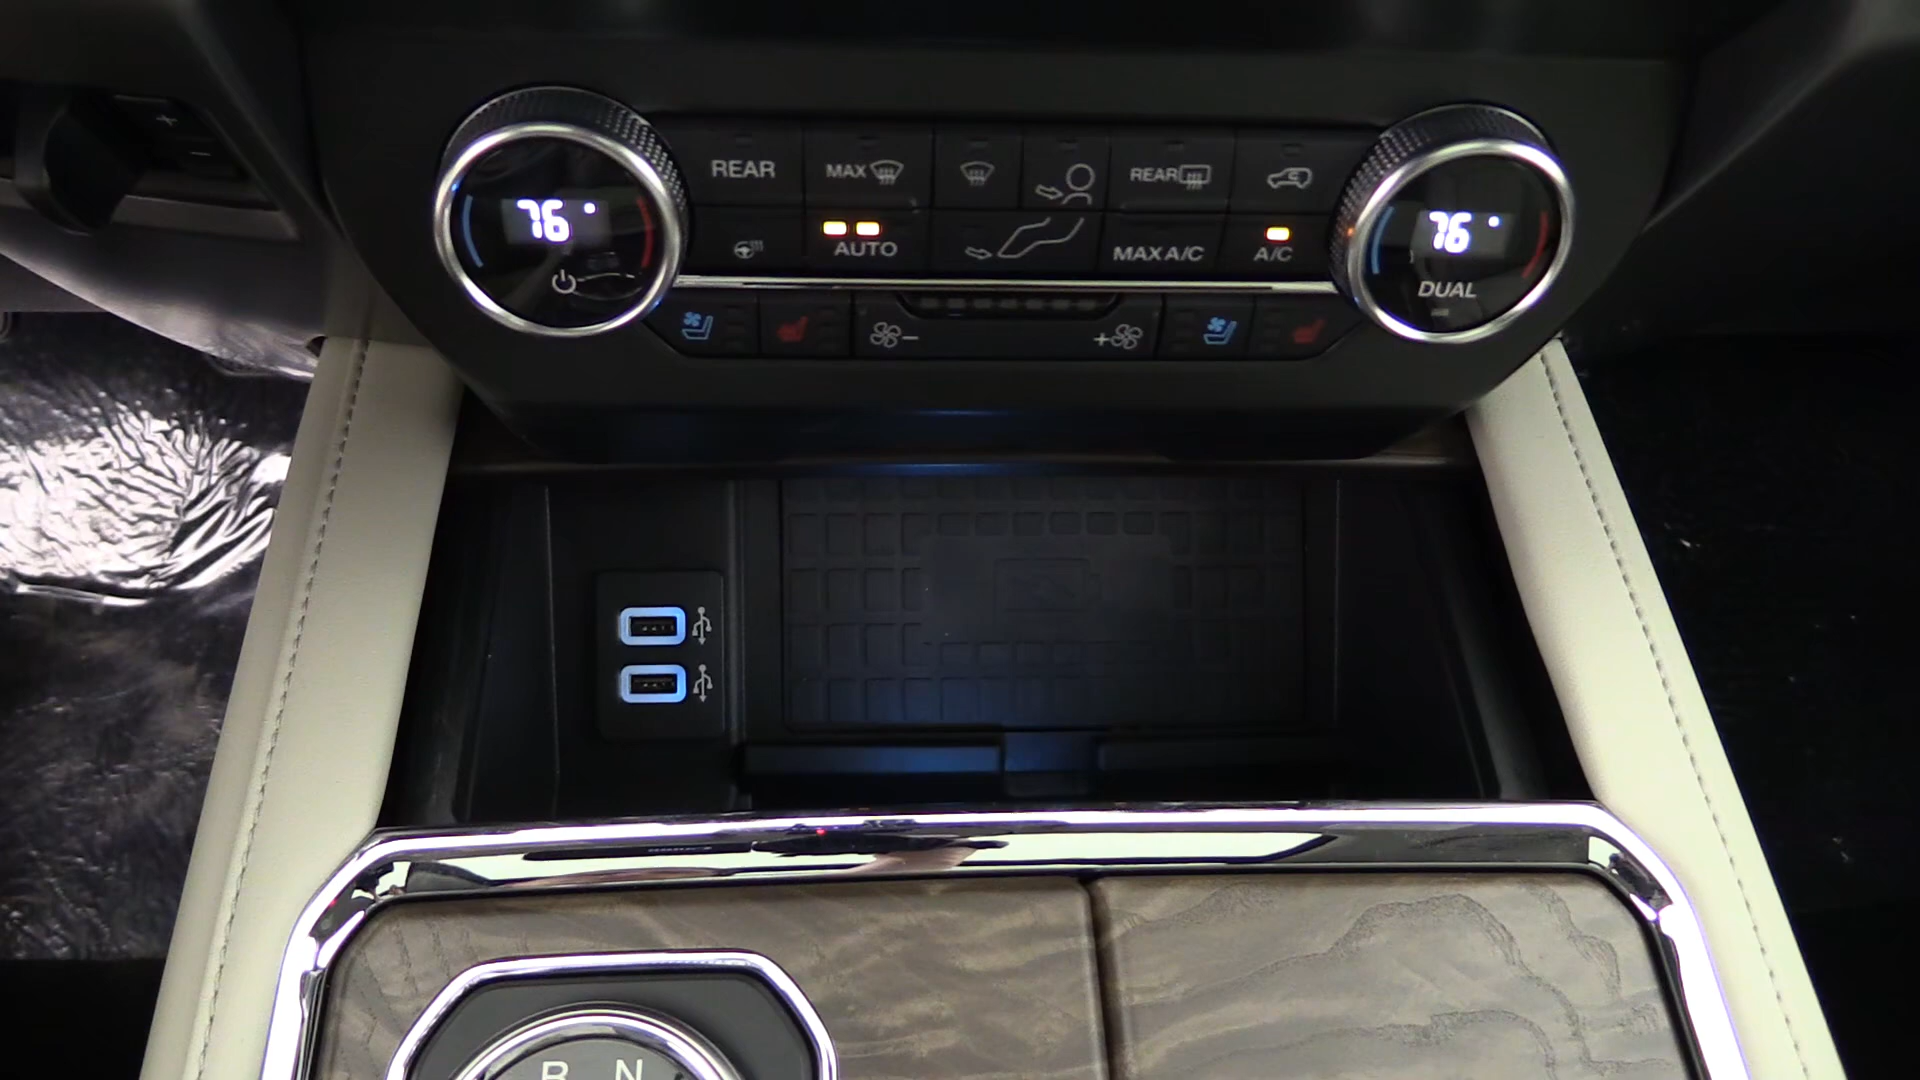 REAR
MAX
REAR
76°
76°
AUTO
MAX A/C
A/C
DUAL
+
−
−
+
R N